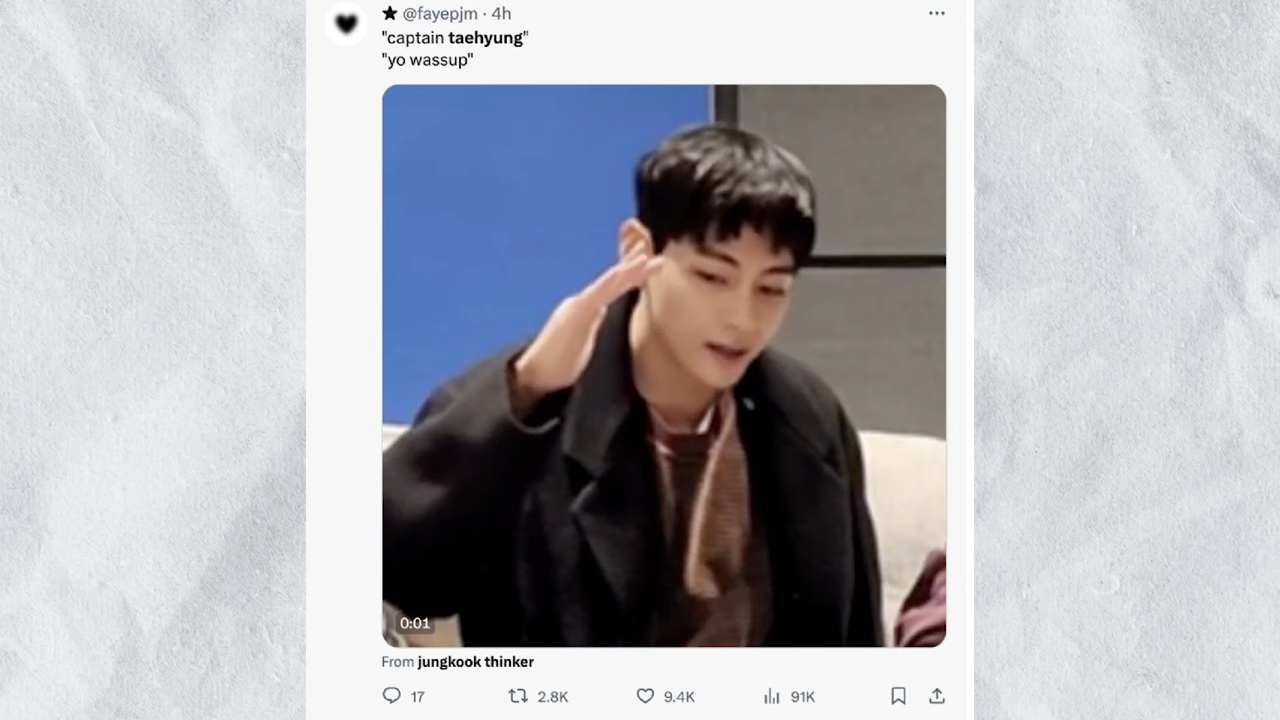 ★ @fayepjm · 4h
"captain taehyung"
"yo wassup"
0:01
From jungkook thinker
17 2.8K 9.4K 91K